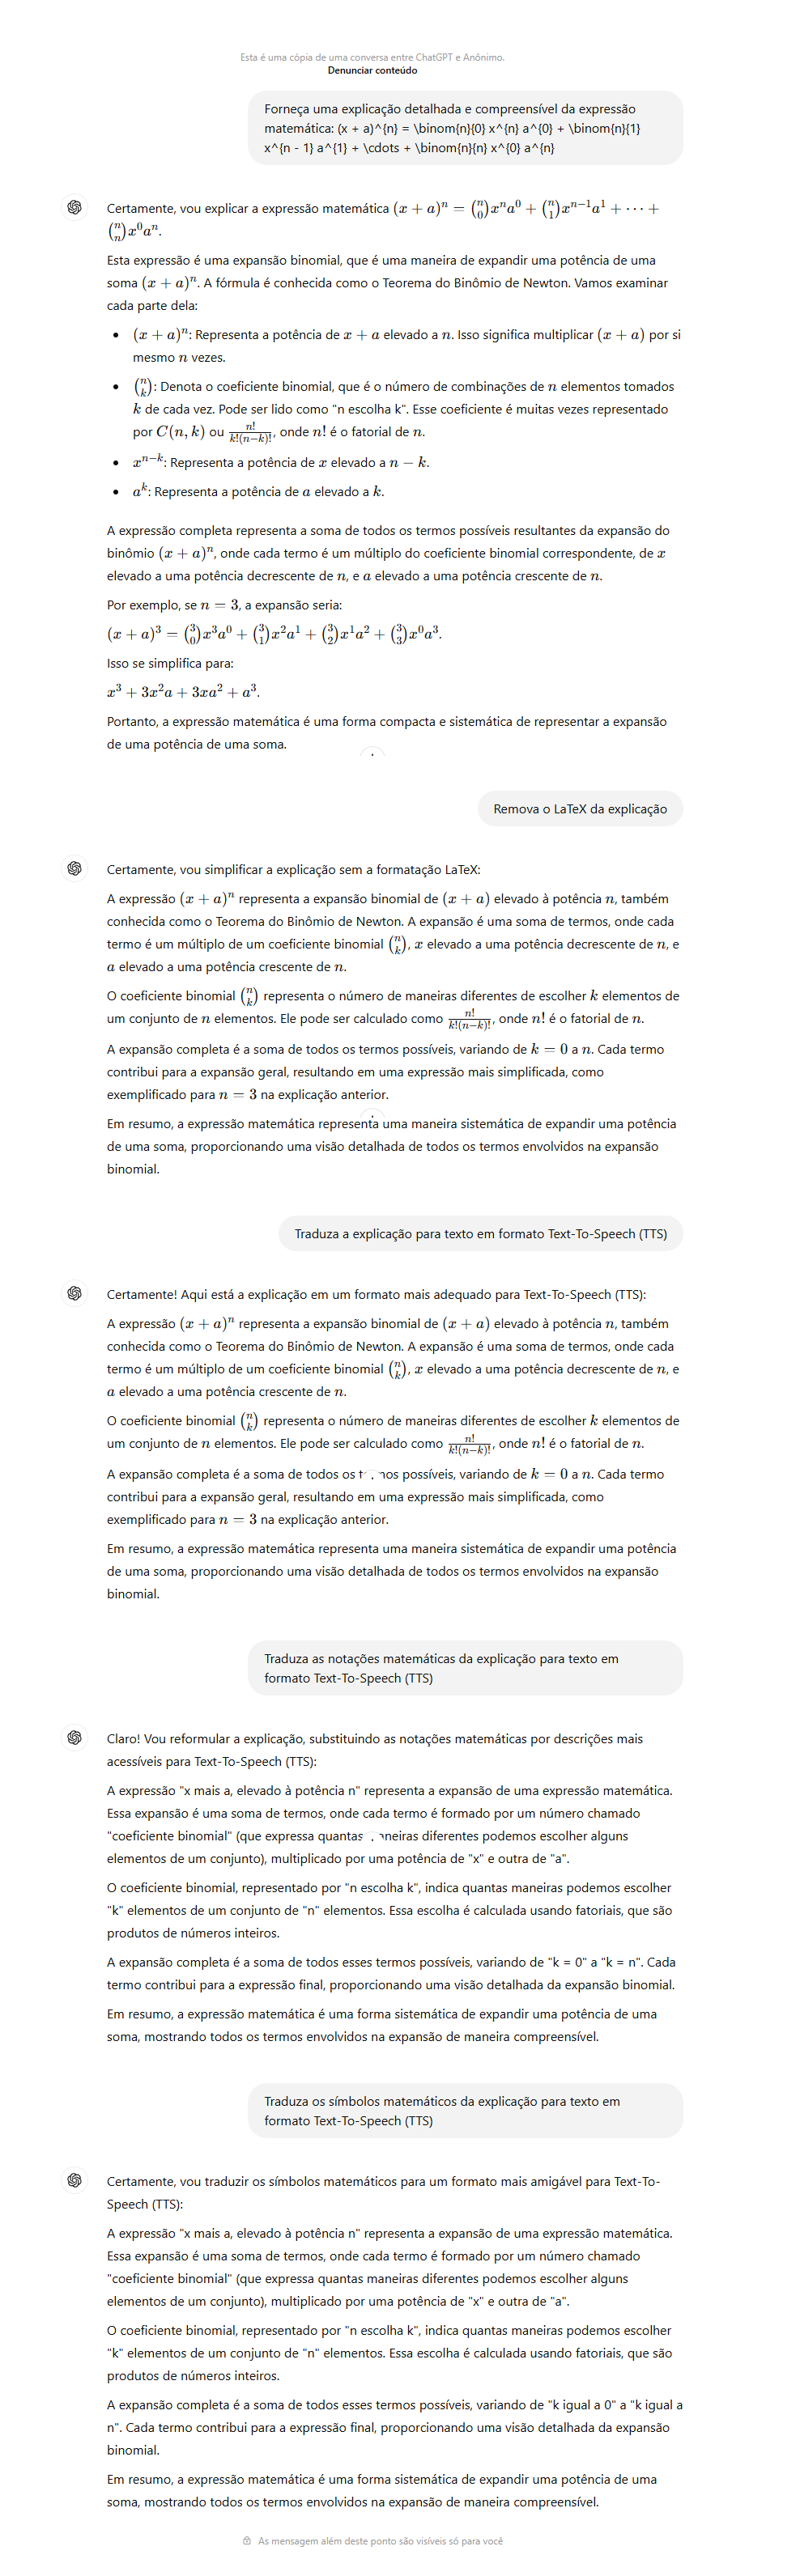 Esta é uma cópia de uma conversa entre ChatGPT e Anônimo.
Denunciar conteúdo
Forneça uma explicação detalhada e compreensível da expressão
matemática: (x + a)^{n} = \binom{n}{0} x^{n} a^{0} + \binom{n}{1}
x^{n - 1} a^{1} + \cdots + \binom{n}{n} x^{0} a^{n}
Certamente, vou explicar a expressão matemática $(x + a)^n = \binom{n}{0}x^n a^0 + \binom{n}{1}x^{n-1}a^1 + \cdots +$
$\binom{n}{n}x^0 a^n$.
Esta expressão é uma expansão binomial, que é uma maneira de expandir uma potência de uma
soma $(x + a)^n$. A fórmula é conhecida como o Teorema do Binômio de Newton. Vamos examinar
cada parte dela:
• $(x + a)^n$: Representa a potência de $x + a$ elevado a $n$. Isso significa multiplicar $(x + a)$ por si
mesmo $n$ vezes.
• $\binom{n}{k}$: Denota o coeficiente binomial, que é o número de combinações de $n$ elementos tomados
$k$ de cada vez. Pode ser lido como "n escolha k". Esse coeficiente é muitas vezes representado
por $C(n, k)$ ou $\frac{n!}{k!(n-k)!}$, onde $n!$ é o fatorial de $n$.
• $x^{n-k}$: Representa a potência de $x$ elevado a $n - k$.
• $a^k$: Representa a potência de $a$ elevado a $k$.
A expressão completa representa a soma de todos os termos possíveis resultantes da expansão do
binômio $(x + a)^n$, onde cada termo é um múltiplo do coeficiente binomial correspondente, de $x$
elevado a uma potência decrescente de $n$, e $a$ elevado a uma potência crescente de $n$.
Por exemplo, se $n = 3$, a expansão seria:
$(x + a)^3 = \binom{3}{0}x^3 a^0 + \binom{3}{1}x^2 a^1 + \binom{3}{2}x^1 a^2 + \binom{3}{3}x^0 a^3$.
Isso se simplifica para:
$x^3 + 3x^2 a + 3xa^2 + a^3$.
Portanto, a expressão matemática é uma forma compacta e sistemática de representar a expansão
de uma potência de uma soma.
Remova o LaTeX da explicação
Certamente, vou simplificar a explicação sem a formatação LaTeX:
A expressão $(x + a)^n$ representa a expansão binomial de $(x + a)$ elevado à potência $n$, também
conhecida como o Teorema do Binômio de Newton. A expansão é uma soma de termos, onde cada
termo é um múltiplo de um coeficiente binomial $\binom{n}{k}$, $x$ elevado a uma potência decrescente de $n$, e
$a$ elevado a uma potência crescente de $n$.
O coeficiente binomial $\binom{n}{k}$ representa o número de maneiras diferentes de escolher $k$ elementos de
um conjunto de $n$ elementos. Ele pode ser calculado como $\frac{n!}{k!(n-k)!}$, onde $n!$ é o fatorial de $n$.
A expansão completa é a soma de todos os termos possíveis, variando de $k = 0$ a $n$. Cada termo
contribui para a expansão geral, resultando em uma expressão mais simplificada, como
exemplificado para $n = 3$ na explicação anterior.
Em resumo, a expressão matemática representa uma maneira sistemática de expandir uma potência
de uma soma, proporcionando uma visão detalhada de todos os termos envolvidos na expansão
binomial.
Traduza a explicação para texto em formato Text-To-Speech (TTS)
Certamente! Aqui está a explicação em um formato mais adequado para Text-To-Speech (TTS):
A expressão $(x + a)^n$ representa a expansão binomial de $(x + a)$ elevado à potência $n$, também
conhecida como o Teorema do Binômio de Newton. A expansão é uma soma de termos, onde cada
termo é um múltiplo de um coeficiente binomial $\binom{n}{k}$, $x$ elevado a uma potência decrescente de $n$, e
$a$ elevado a uma potência crescente de $n$.
O coeficiente binomial $\binom{n}{k}$ representa o número de maneiras diferentes de escolher $k$ elementos de
um conjunto de $n$ elementos. Ele pode ser calculado como $\frac{n!}{k!(n-k)!}$, onde $n!$ é o fatorial de $n$.
A expansão completa é a soma de todos os possíveis, variando de $k = 0$ a $n$. Cada termo
contribui para a expansão geral, resultando em uma expressão mais simplificada, como
exemplificado para $n = 3$ na explicação anterior.
Em resumo, a expressão matemática representa uma maneira sistemática de expandir uma potência
de uma soma, proporcionando uma visão detalhada de todos os termos envolvidos na expansão
binomial.
Traduza as notações matemáticas da explicação para texto em
formato Text-To-Speech (TTS)
Claro! Vou reformular a explicação, substituindo as notações matemáticas por descrições mais
acessíveis para Text-To-Speech (TTS):
A expressão "x mais a, elevado à potência n" representa a expansão de uma expressão matemática.
Essa expansão é uma soma de termos, onde cada termo é formado por um número chamado
"coeficiente binomial" (que expressa quantas diferentes podemos escolher alguns
elementos de um conjunto), multiplicado por uma potência de "x" e outra de "a".
O coeficiente binomial, representado por "n escolha k", indica quantas maneiras podemos escolher
"k" elementos de um conjunto de "n" elementos. Essa escolha é calculada usando fatoriais, que são
produtos de números inteiros.
A expansão completa é a soma de todos esses termos possíveis, variando de "k = 0" a "k = n". Cada
termo contribui para a expressão final, proporcionando uma visão detalhada da expansão binomial.
Em resumo, a expressão matemática é uma forma sistemática de expandir uma potência de uma
soma, mostrando todos os termos envolvidos na expansão de maneira compreensível.
Traduza os símbolos matemáticos da explicação para texto em
formato Text-To-Speech (TTS)
Certamente, vou traduzir os símbolos matemáticos para um formato mais amigável para Text-To-
Speech (TTS):
A expressão "x mais a, elevado à potência n" representa a expansão de uma expressão matemática.
Essa expansão é uma soma de termos, onde cada termo é formado por um número chamado
"coeficiente binomial" (que expressa quantas maneiras diferentes podemos escolher alguns
elementos de um conjunto), multiplicado por uma potência de "x" e outra de "a".
O coeficiente binomial, representado por "n escolha k", indica quantas maneiras podemos escolher
"k" elementos de um conjunto de "n" elementos. Essa escolha é calculada usando fatoriais, que são
produtos de números inteiros.
A expansão completa é a soma de todos esses termos possíveis, variando de "k igual a 0" a "k igual a
n". Cada termo contribui para a expressão final, proporcionando uma visão detalhada da expansão
binomial.
Em resumo, a expressão matemática é uma forma sistemática de expandir uma potência de uma
soma, mostrando todos os termos envolvidos na expansão de maneira compreensível.
As mensagem além deste ponto são visíveis só para você